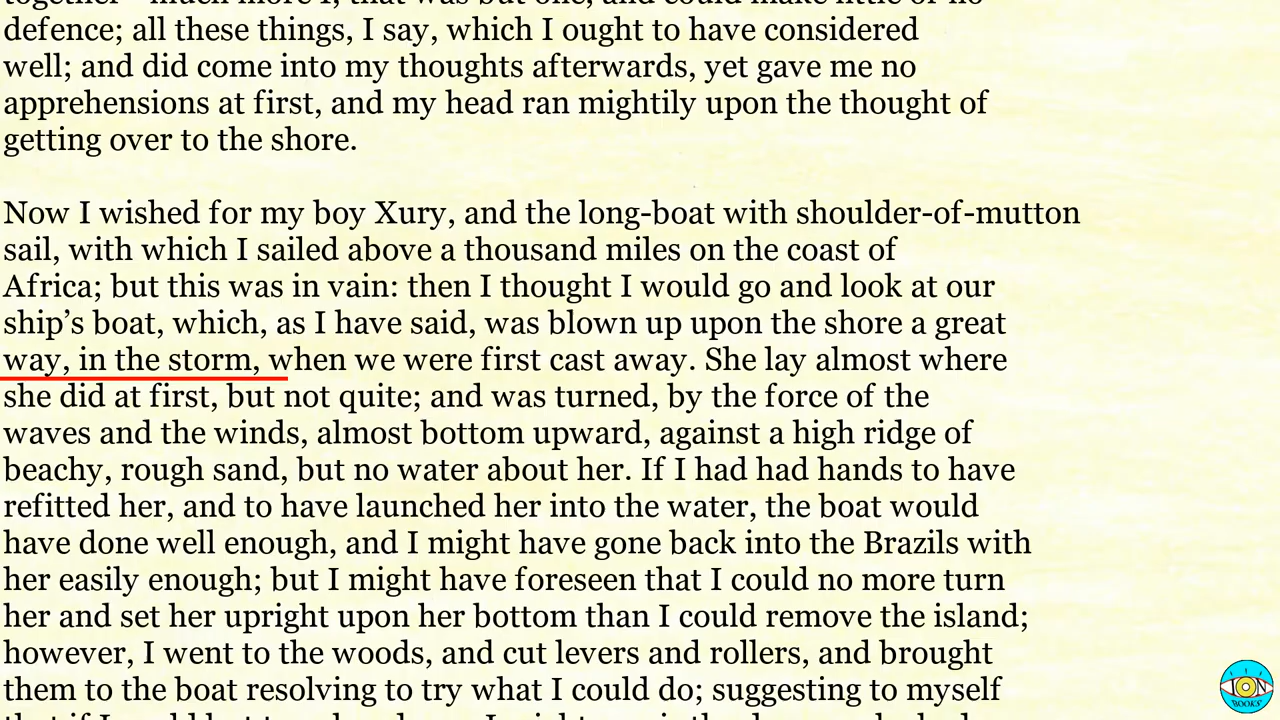 defence; all these things, I say, which I ought to have considered
well; and did come into my thoughts afterwards, yet gave me no
apprehensions at first, and my head ran mightily upon the thought of
getting over to the shore.
Now I wished for my boy Xury, and the long-boat with shoulder-of-mutton
sail, with which I sailed above a thousand miles on the coast of
Africa; but this was in vain: then I thought I would go and look at our
ship’s boat, which, as I have said, was blown up upon the shore a great
way, in the storm, when we were first cast away. She lay almost where
she did at first, but not quite; and was turned, by the force of the
waves and the winds, almost bottom upward, against a high ridge of
beachy, rough sand, but no water about her. If I had had hands to have
refitted her, and to have launched her into the water, the boat would
have done well enough, and I might have gone back into the Brazils with
her easily enough; but I might have foreseen that I could no more turn
her and set her upright upon her bottom than I could remove the island;
however, I went to the woods, and cut levers and rollers, and brought
them to the boat resolving to try what I could do; suggesting to myself
ION
BOOKS